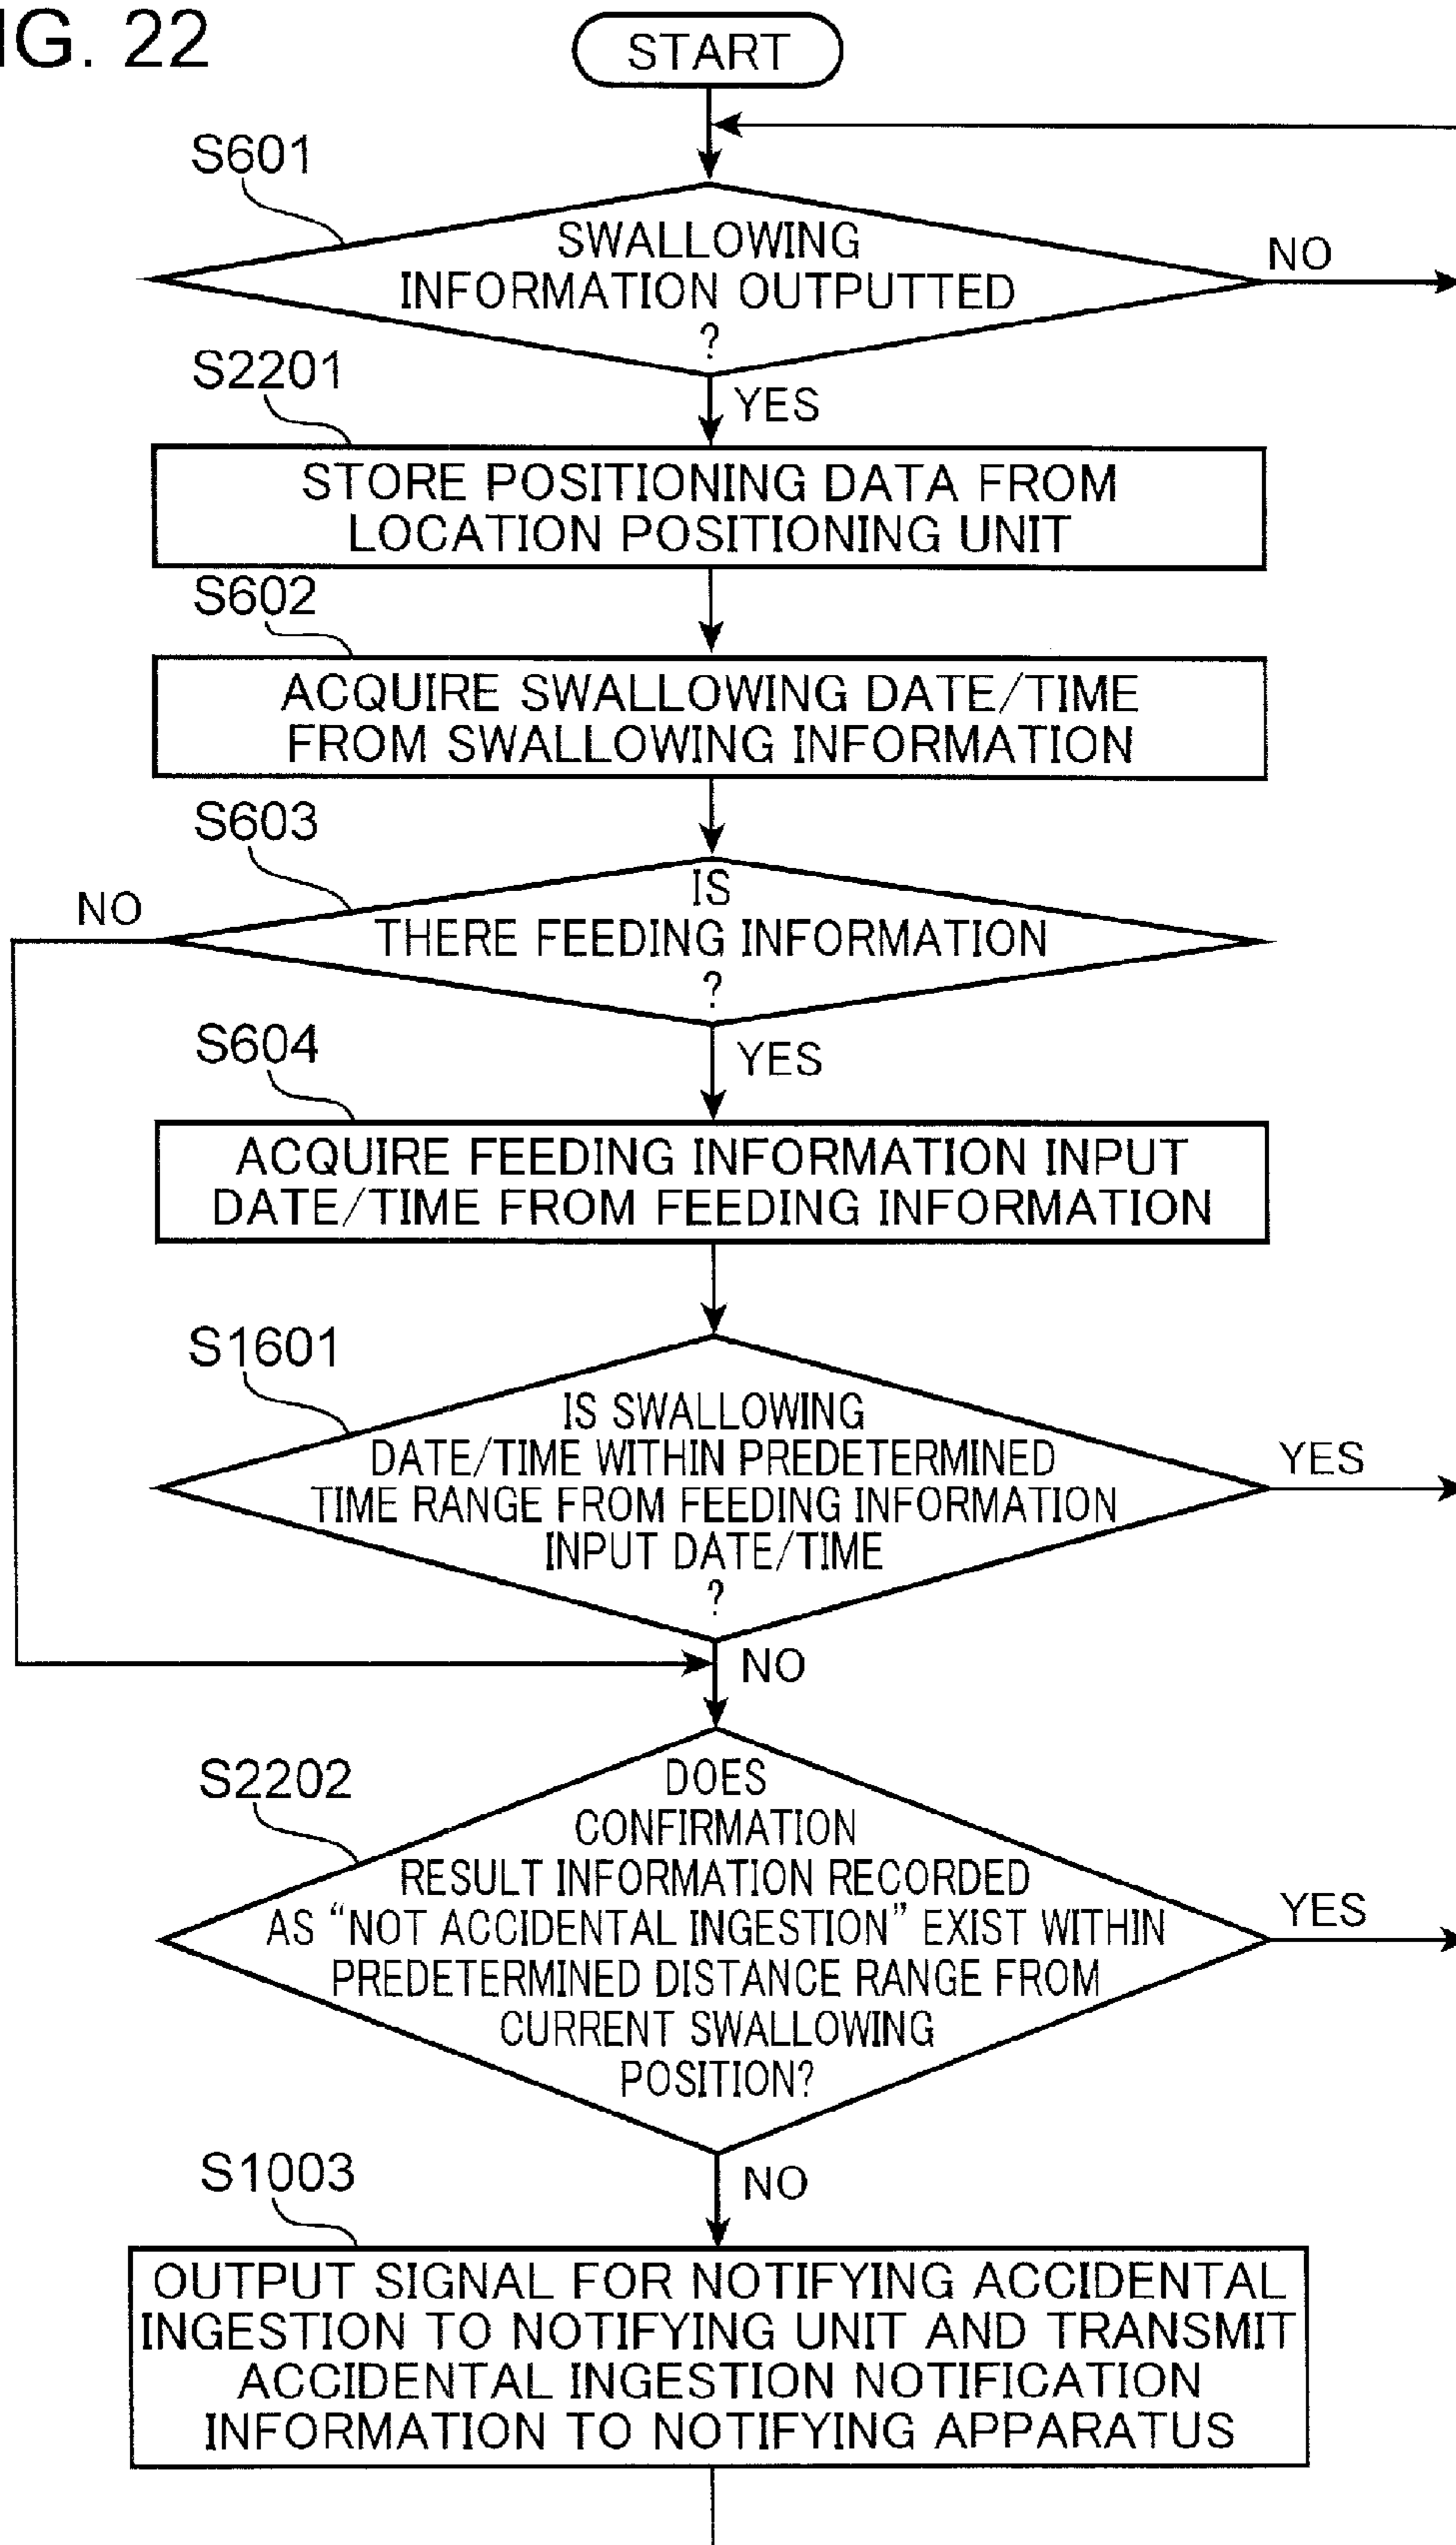 IG. 22
START
S601
SWALLOWING
INFORMATION OUTPUTTED
?
NO
YES
S2201
STORE POSITIONING DATA FROM
LOCATION POSITIONING UNIT
S602
ACQUIRE SWALLOWING DATE/TIME
FROM SWALLOWING INFORMATION
S603
IS
THERE FEEDING INFORMATION
?
NO
YES
S604
ACQUIRE FEEDING INFORMATION INPUT
DATE/TIME FROM FEEDING INFORMATION
S1601
IS SWALLOWING
DATE/TIME WITHIN PREDETERMINED
TIME RANGE FROM FEEDING INFORMATION
INPUT DATE/TIME
?
YES
NO
S2202
DOES
CONFIRMATION
RESULT INFORMATION RECORDED
AS “NOT ACCIDENTAL INGESTION” EXIST WITHIN
PREDETERMINED DISTANCE RANGE FROM
CURRENT SWALLOWING
POSITION?
YES
NO
S1003
OUTPUT SIGNAL FOR NOTIFYING ACCIDENTAL
INGESTION TO NOTIFYING UNIT AND TRANSMIT
ACCIDENTAL INGESTION NOTIFICATION
INFORMATION TO NOTIFYING APPARATUS